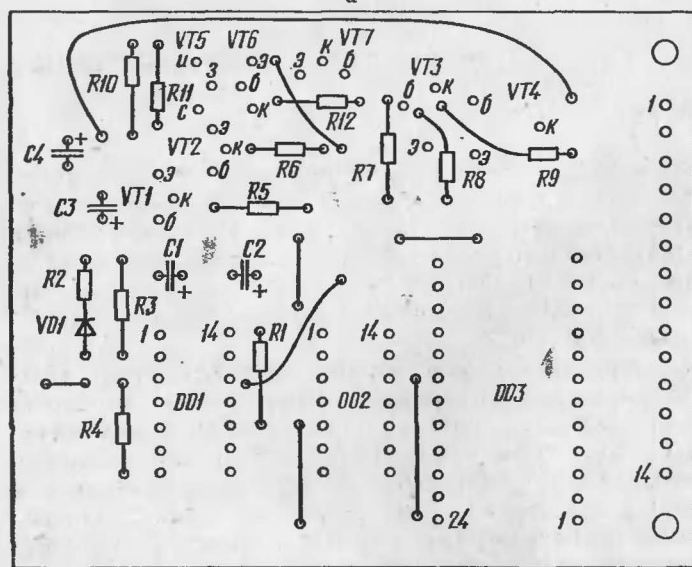 а
VT5 VT6 э к VT7
и э э б
R10 R11 VT3 к VT4
б б 1
с к R12 к
э
C4 + VT2 к э э
э б R6 R7 R8 R9
C3 + VT1 к R5
б
C1 C2
R2 + +
R3
VD1 1 14 R1 1 14
DD1 DD2 DD3
R4
14
24 1